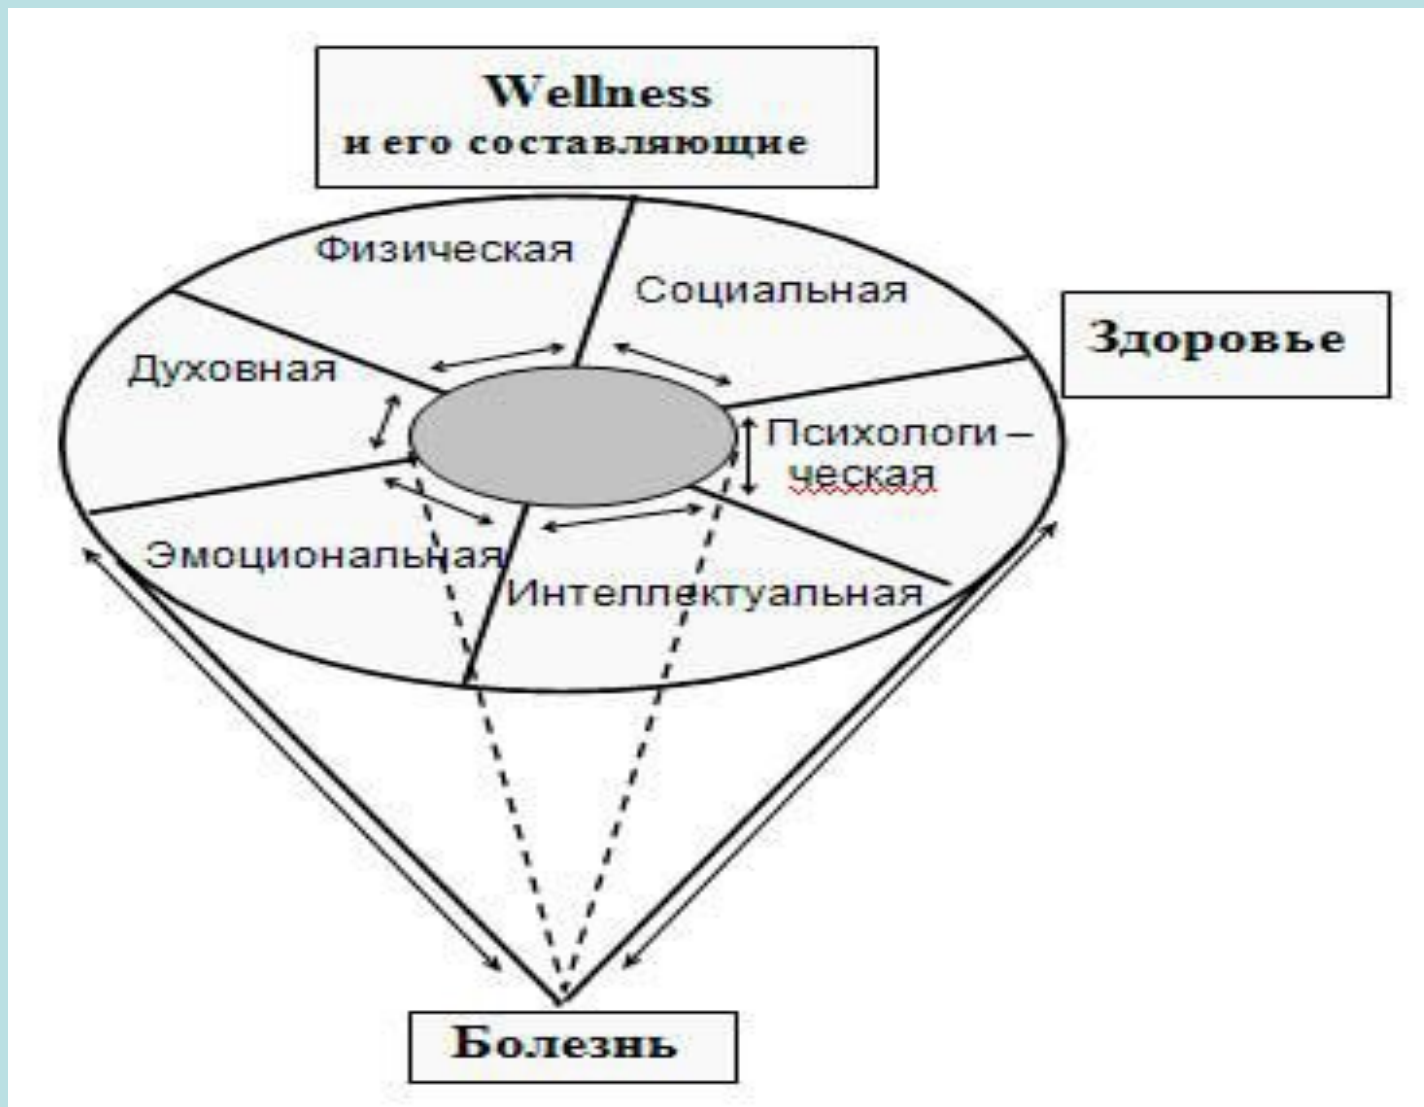 Wellness
и его составляющие
Физическая
Социальная
Здоровье
Духовная
Психологи –
ческая
Эмоциональная
Интеллектуальная
Болезнь